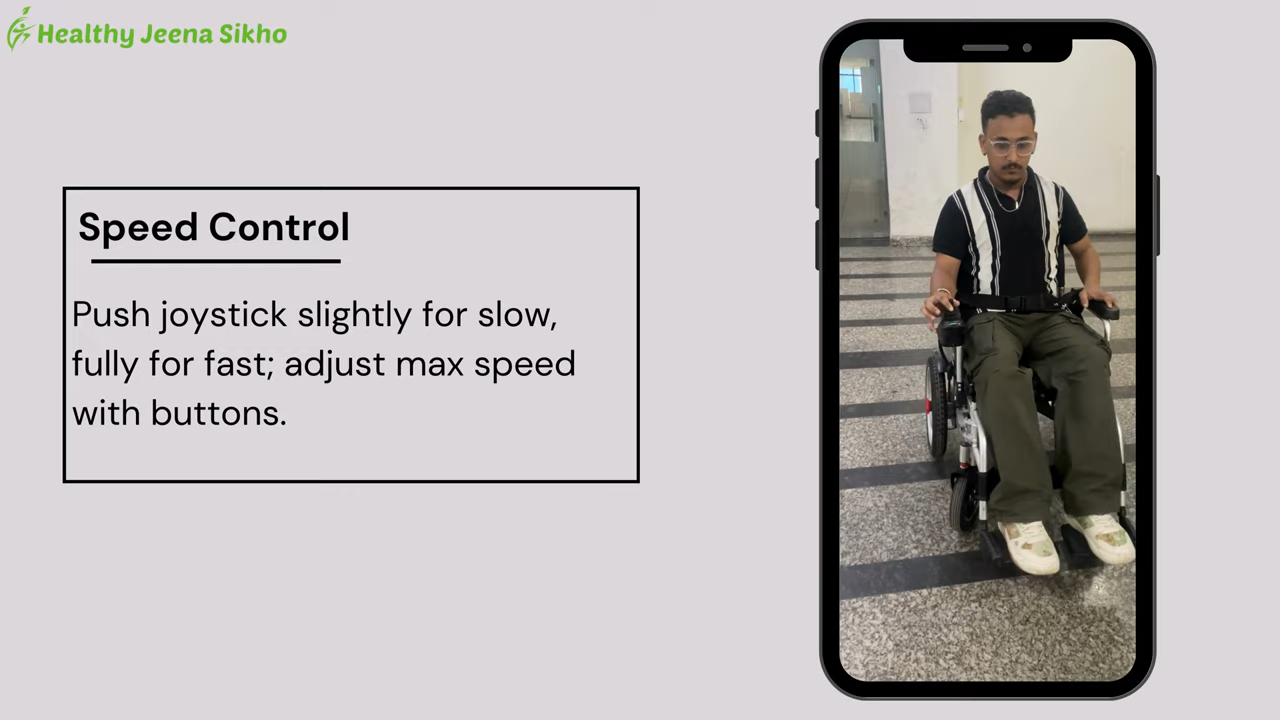 Healthy Jeena Sikho
Speed Control
Push joystick slightly for slow,
fully for fast; adjust max speed
with buttons.